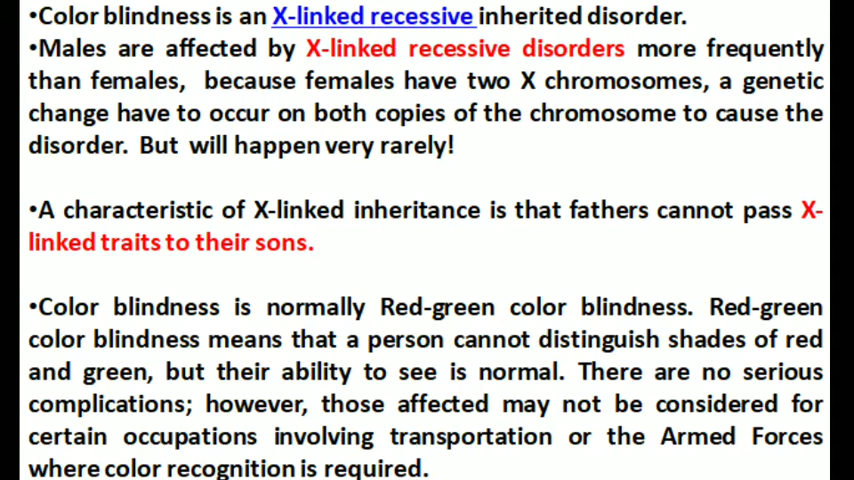 •Color blindness is an X-linked recessive inherited disorder.
•Males are affected by X-linked recessive disorders more frequently
than females, because females have two X chromosomes, a genetic
change have to occur on both copies of the chromosome to cause the
disorder. But will happen very rarely!
•A characteristic of X-linked inheritance is that fathers cannot pass X-
linked traits to their sons.
•Color blindness is normally Red-green color blindness. Red-green
color blindness means that a person cannot distinguish shades of red
and green, but their ability to see is normal. There are no serious
complications; however, those affected may not be considered for
certain occupations involving transportation or the Armed Forces
where color recognition is required.